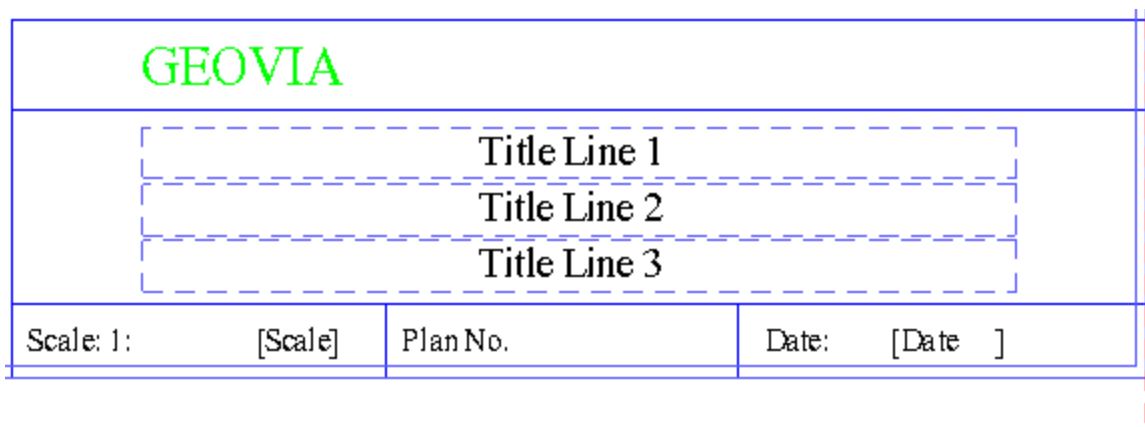 GEOVIA
Title Line 1
Title Line 2
Title Line 3
Scale: 1: [Scale] Plan No. Date: [Date ]